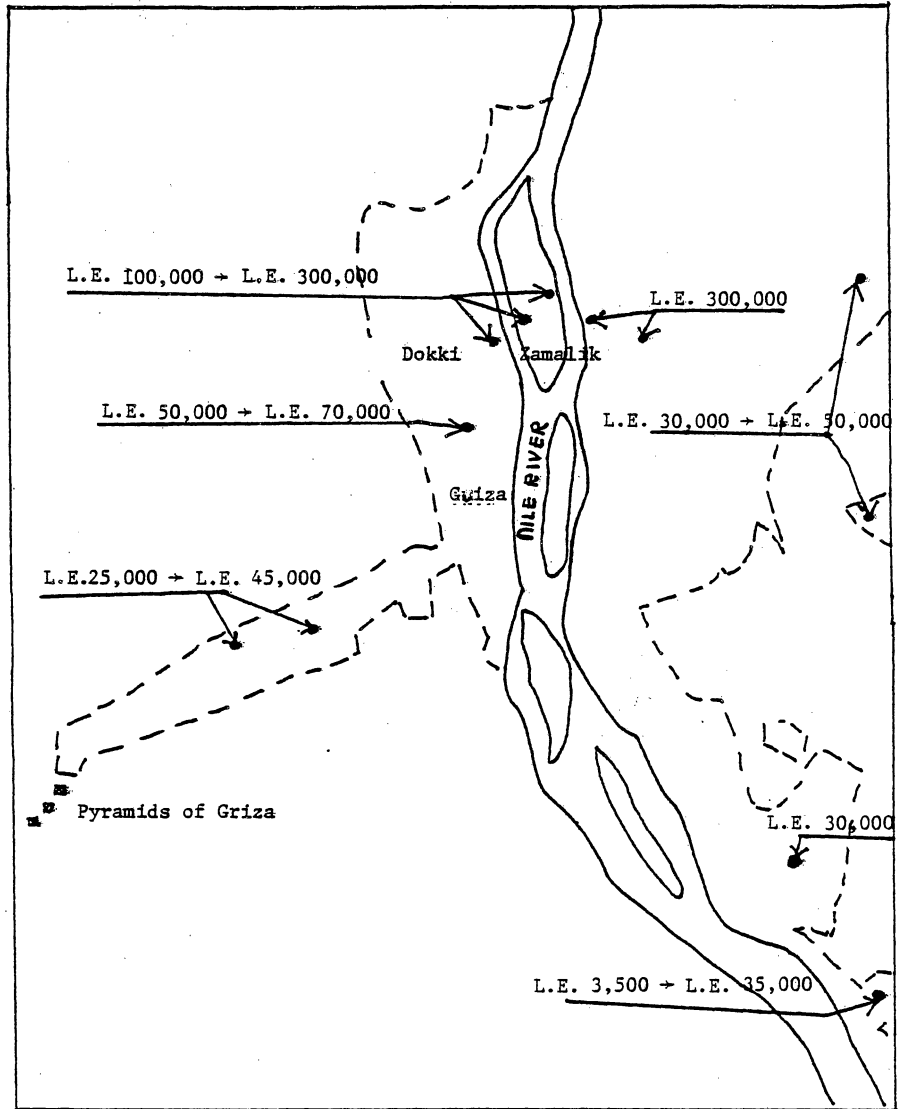 L.E. 100,000 → L.E. 300,000
L.E. 300,000
Dokki
Zamalik
L.E. 50,000 → L.E. 70,000
L.E. 30,000 → L.E. 50,000
NILE RIVER
Guiza
L.E.25,000 → L.E. 45,000
Pyramids of Griza
L.E. 30,000
L.E. 3,500 → L.E. 35,000